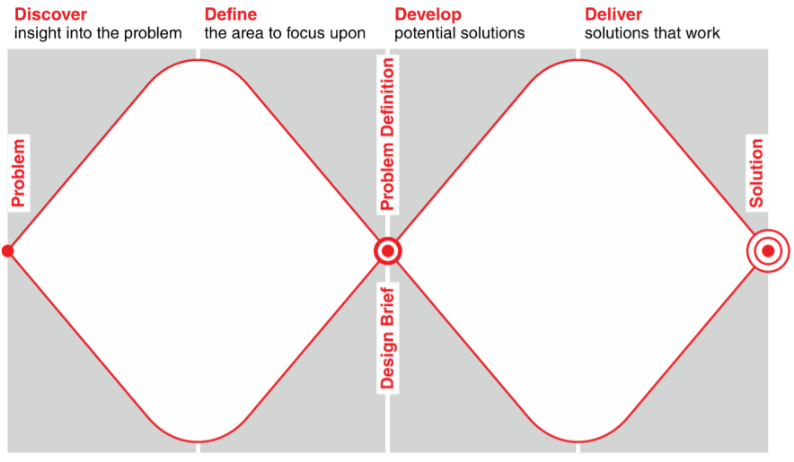 Discover
insight into the problem
Define
the area to focus upon
Develop
potential solutions
Deliver
solutions that work
Problem
Problem Definition
Design Brief
Solution